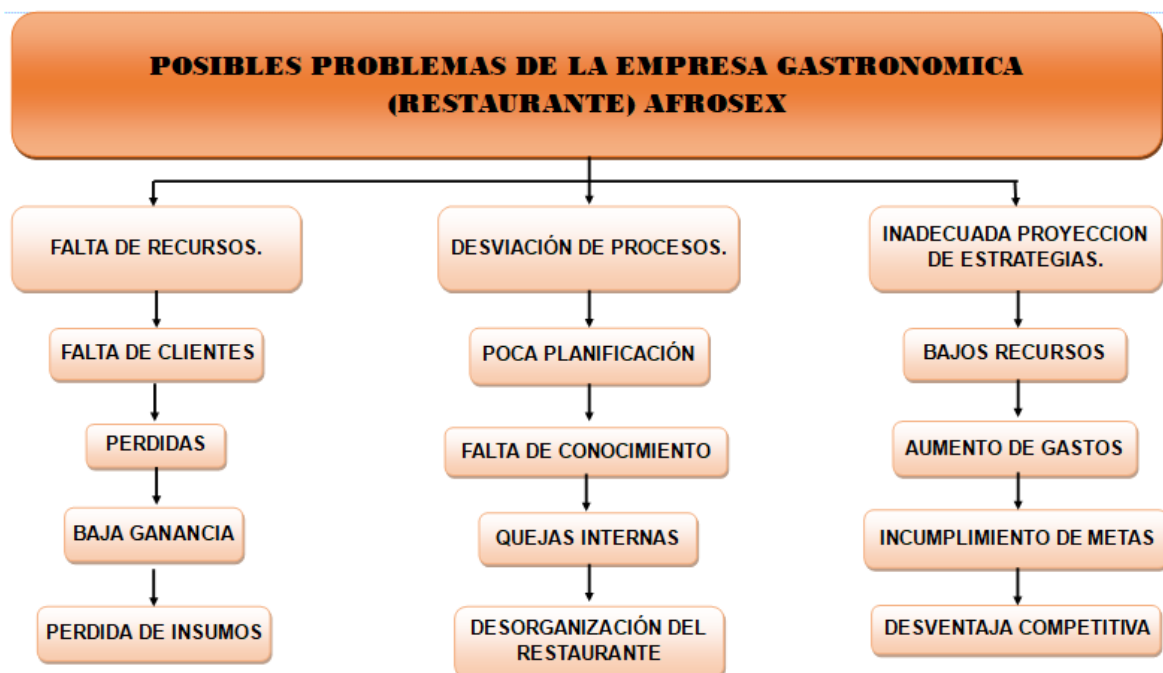 POSIBLES PROBLEMAS DE LA EMPRESA GASTRONOMICA
(RESTAURANTE) AFROSEX
FALTA DE RECURSOS.
FALTA DE CLIENTES
PERDIDAS
BAJA GANANCIA
PERDIDA DE INSUMOS
DESVIACIÓN DE PROCESOS.
POCA PLANIFICACIÓN
FALTA DE CONOCIMIENTO
QUEJAS INTERNAS
DESORGANIZACIÓN DEL
RESTAURANTE
INADECUADA PROYECCION
DE ESTRATEGIAS.
BAJOS RECURSOS
AUMENTO DE GASTOS
INCUMPLIMIENTO DE METAS
DESVENTAJA COMPETITIVA